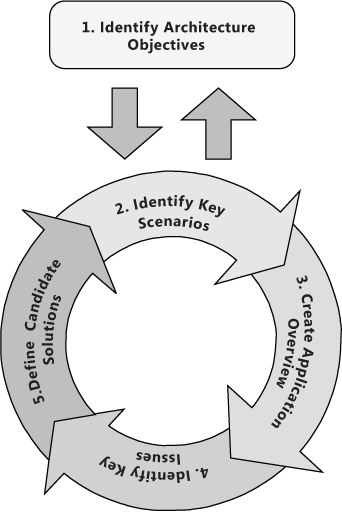 1. Identify Architecture
Objectives
2. Identify Key
Scenarios
3. Create Application
Overview
4. Identify Key
Issues
5.Define Candidate
Solutions